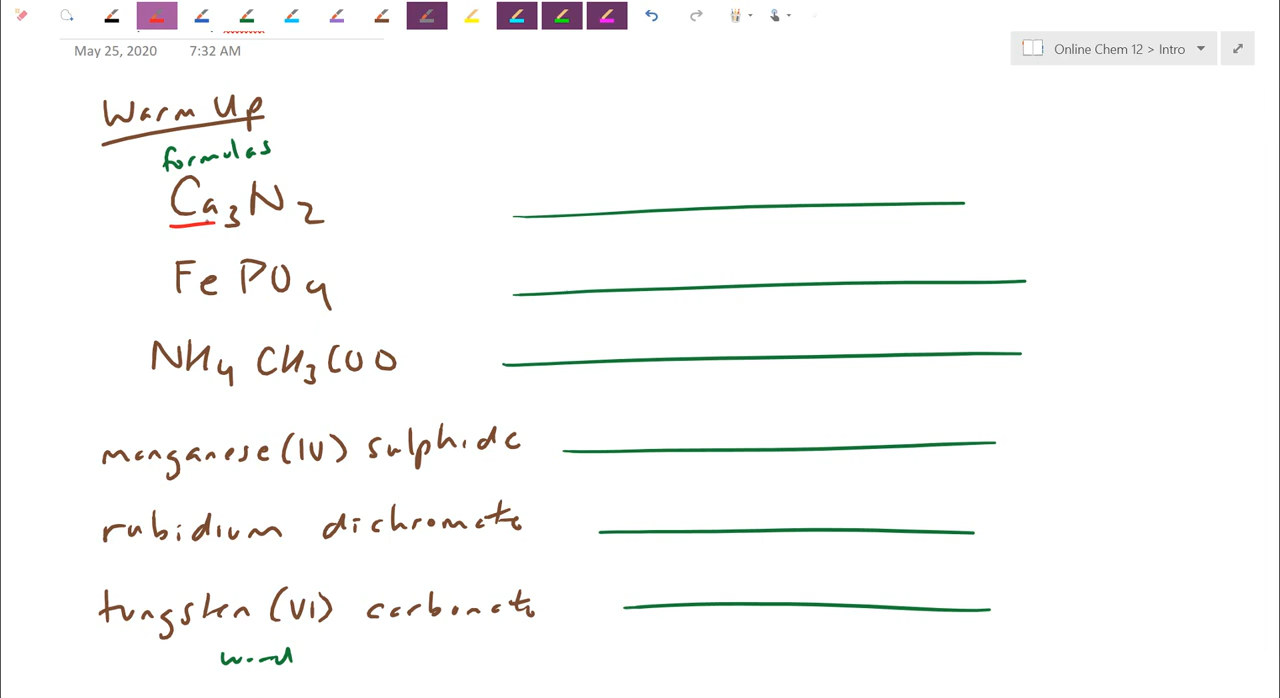 May 25, 2020 7:32 AM
Online Chem 12 > Intro
Warm Up
formulas
Ca3N2
FePO4
NH4CH3COO
manganese (IV) sulphide
rubidium dichromate
tungsten (VI) carbonate
word